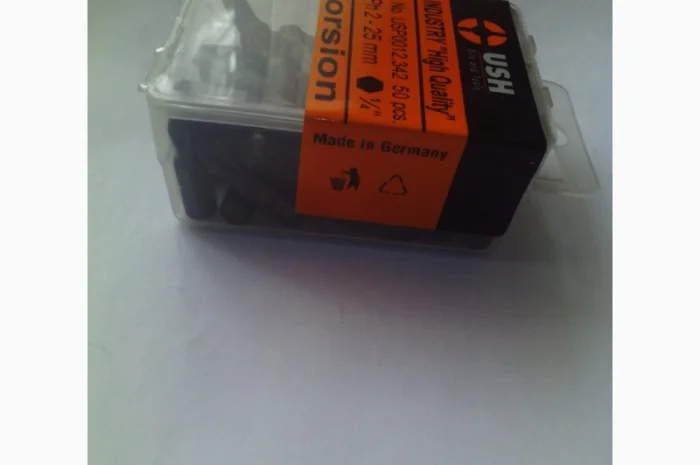 USH
INDUSTRY "High Quality"
No USP0012.342 50 pcs.
Ph 2 - 25 mm 1/4"
orsion
Made in Germany